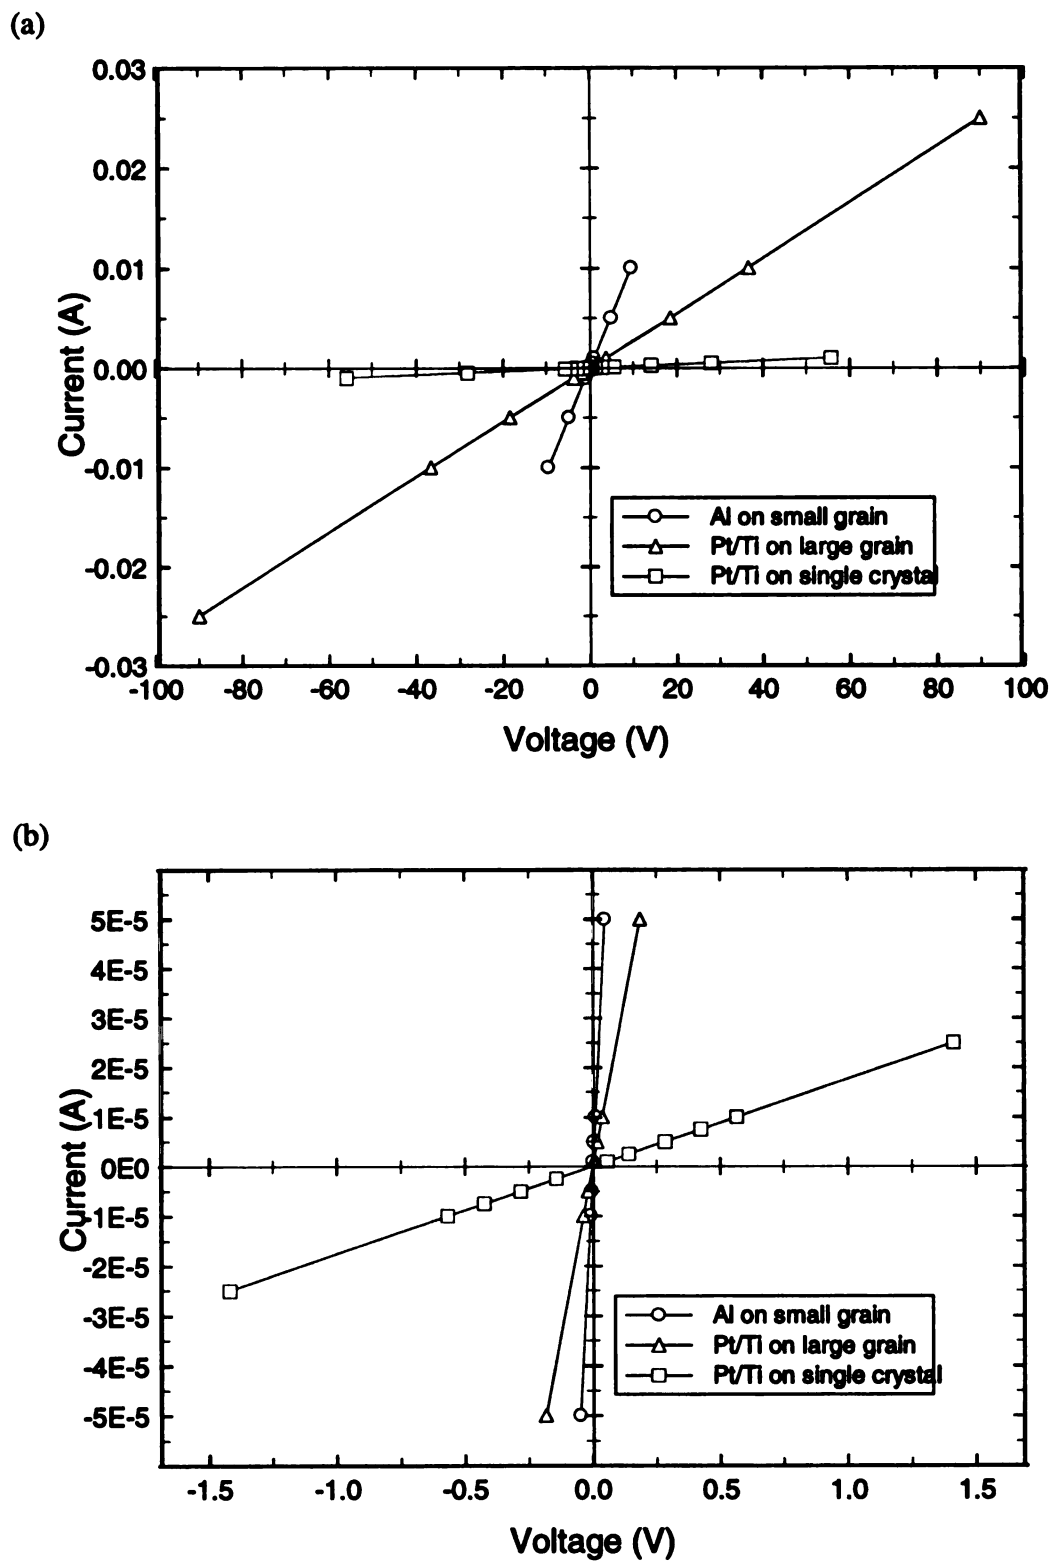 (a)
0.03
0.02
0.01
0.00
-0.01
-0.02
-0.03
Current (A)
-100 -80 -60 -40 -20 0 20 40 60 80 100
Voltage (V)
Al on small grain
Pt/Ti on large grain
Pt/Ti on single crystal
(b)
5E-5
4E-5
3E-5
2E-5
1E-5
0E0
-1E-5
-2E-5
-3E-5
-4E-5
-5E-5
Current (A)
-1.5 -1.0 -0.5 0.0 0.5 1.0 1.5
Voltage (V)
Al on small grain
Pt/Ti on large grain
Pt/Ti on single crystal